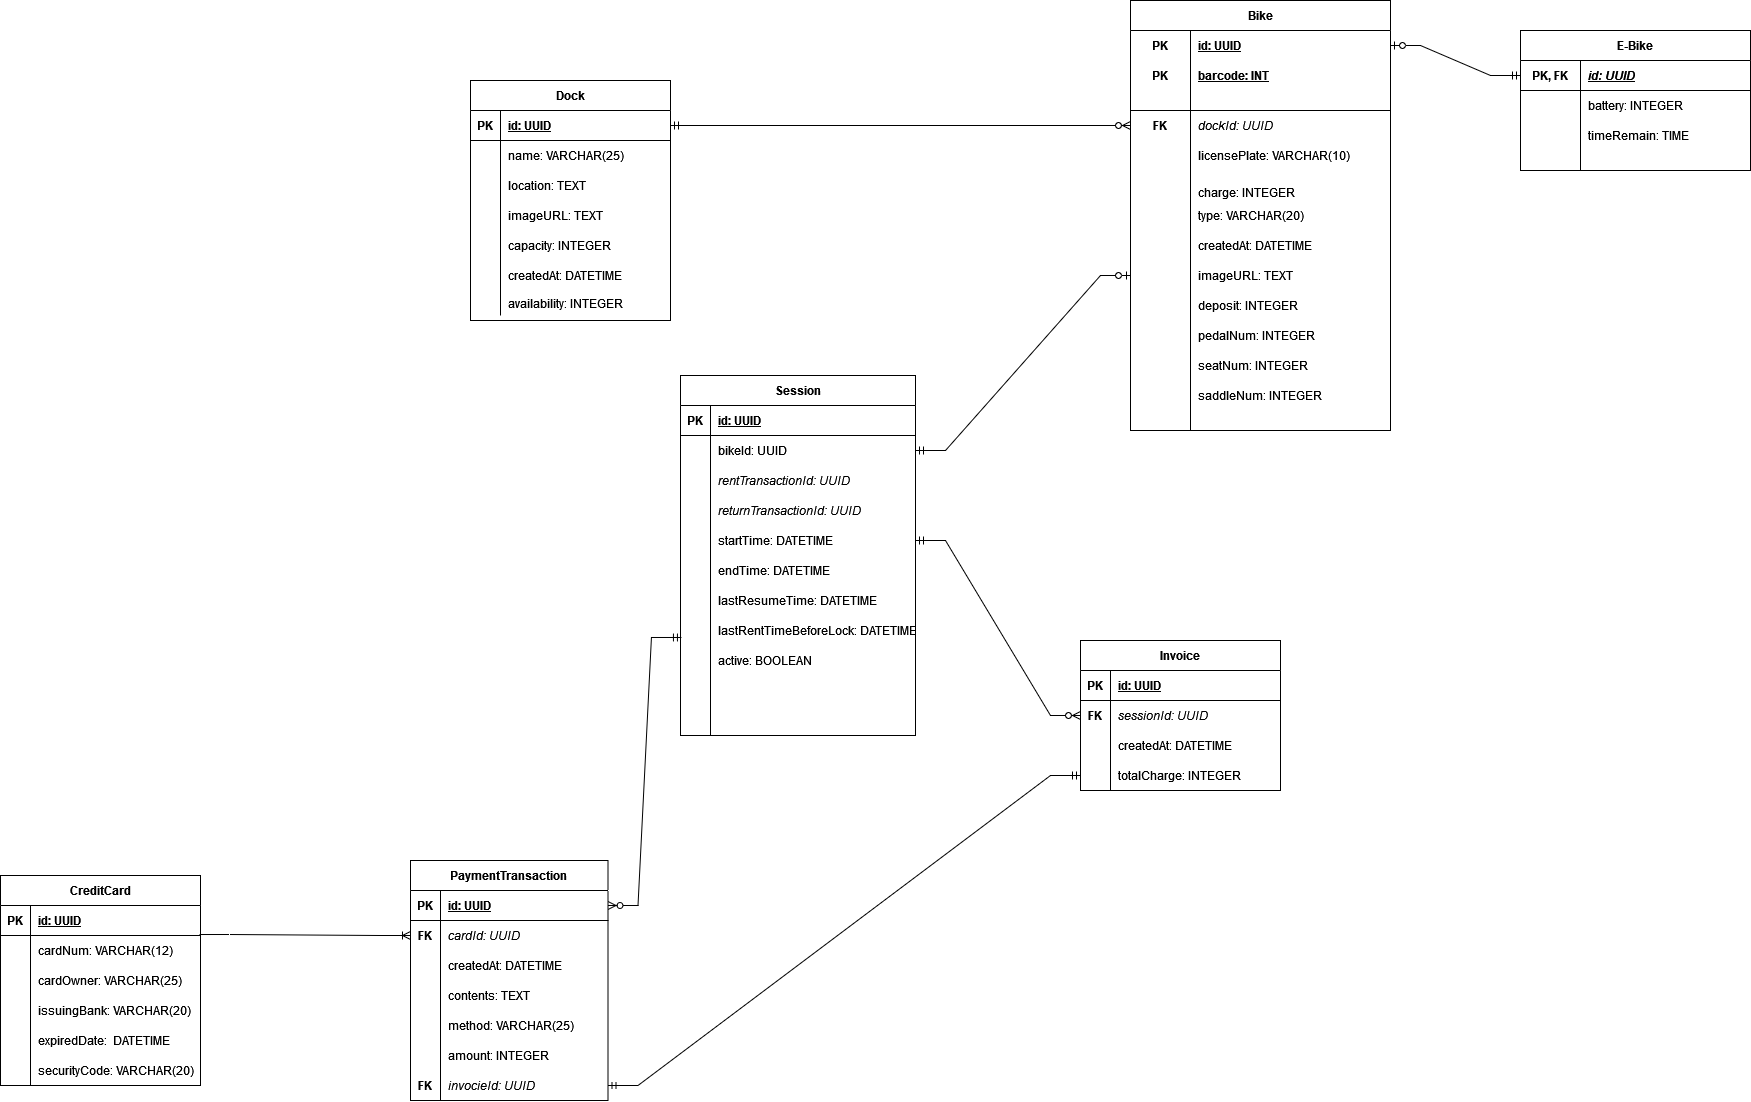 Bike
PK id: UUID
PK barcode: INT
FK dockId: UUID
licensePlate: VARCHAR(10)
charge: INTEGER
type: VARCHAR(20)
createdAt: DATETIME
imageURL: TEXT
deposit: INTEGER
pedalNum: INTEGER
seatNum: INTEGER
saddleNum: INTEGER
E-Bike
PK, FK id: UUID
battery: INTEGER
timeRemain: TIME
Dock
PK id: UUID
name: VARCHAR(25)
location: TEXT
imageURL: TEXT
capacity: INTEGER
createdAt: DATETIME
availability: INTEGER
Session
PK id: UUID
bikeId: UUID
rentTransactionId: UUID
returnTransactionId: UUID
startTime: DATETIME
endTime: DATETIME
lastResumeTime: DATETIME
lastRentTimeBeforeLock: DATETIME
active: BOOLEAN
Invoice
PK id: UUID
FK sessionId: UUID
createdAt: DATETIME
totalCharge: INTEGER
PaymentTransaction
PK id: UUID
FK cardId: UUID
createdAt: DATETIME
contents: TEXT
method: VARCHAR(25)
amount: INTEGER
FK invocieId: UUID
CreditCard
PK id: UUID
cardNum: VARCHAR(12)
cardOwner: VARCHAR(25)
issuingBank: VARCHAR(20)
expiredDate: DATETIME
securityCode: VARCHAR(20)